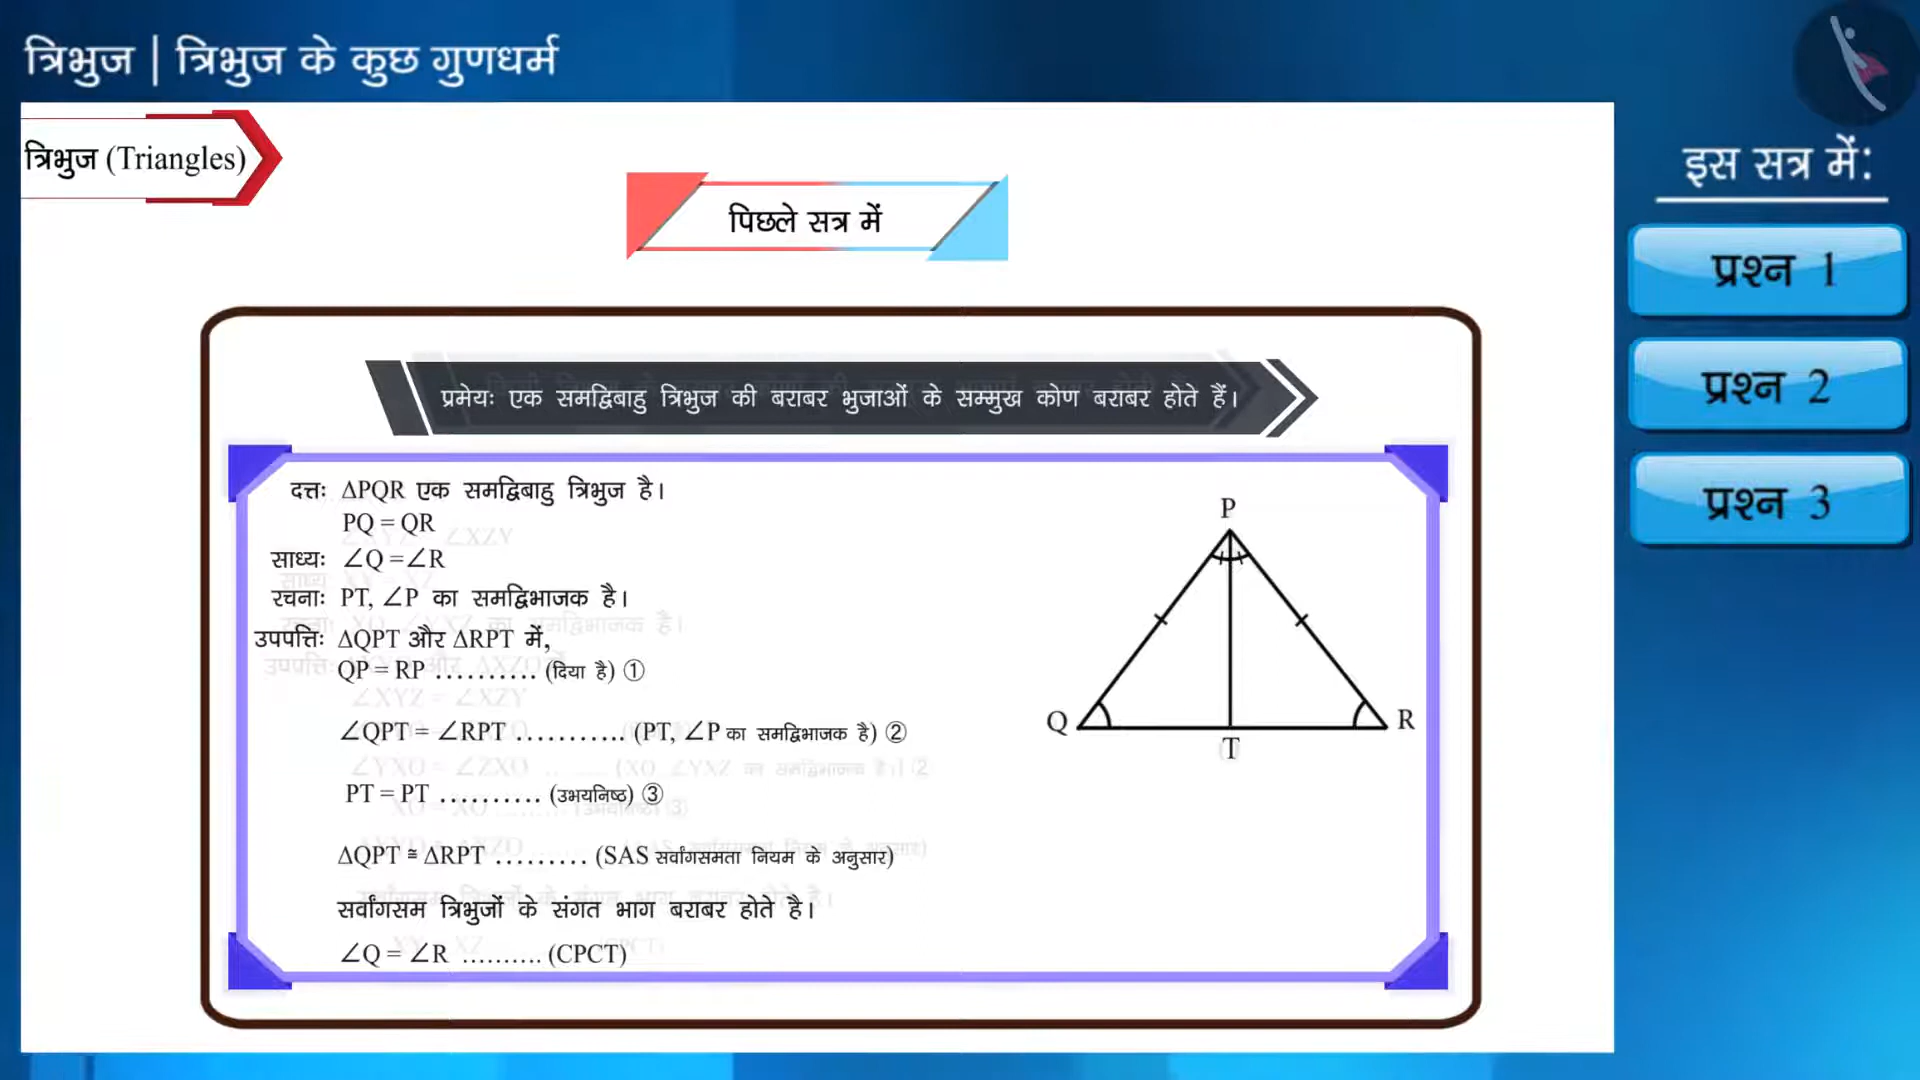 त्रिभुज | त्रिभुज के कुछ गुणधर्म
त्रिभुज (Triangles)
पिछले सत्र में
प्रमेयः एक समद्विबाहु त्रिभुज की बराबर भुजाओं के सम्मुख कोण बराबर होते हैं।
दत्तः ΔPQR एक समद्विबाहु त्रिभुज है।
PQ = QR
साध्यः ∠Q =∠R
रचनाः PT, ∠P का समद्विभाजक है।
उपपत्तिः ΔQPT और ΔRPT में,
QP = RP .......... (दिया है) ①
∠QPT = ∠RPT ........... (PT, ∠P का समद्विभाजक है) ②
PT = PT .......... (उभयनिष्ठ) ③
ΔQPT ≅ ΔRPT ......... (SAS सर्वांगसमता नियम के अनुसार)
सर्वांगसम त्रिभुजों के संगत भाग बराबर होते है।
∠Q = ∠R .......... (CPCT)
P
Q
R
T
इस सत्र में:
प्रश्न 1
प्रश्न 2
प्रश्न 3